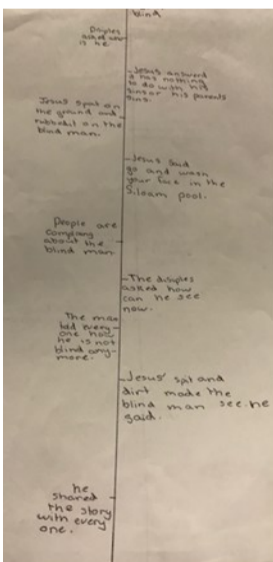 blind
Disiples
asked
is he
Jesus answerd
it has nothing
to do with his
sins or his parents
sins.
Jesus spat on
the ground and
rubbed it on the
blind man.
Jesus said
go and wash
your face in the
Siloam pool.
People are
about the
blind man.
The disiples
asked how
can he see
now.
The man
told every
one how
he is not
blind any-
more.
Jesus' spit and
dirt made the
blind man see. he
said.
he
shared
the story
with every
one.